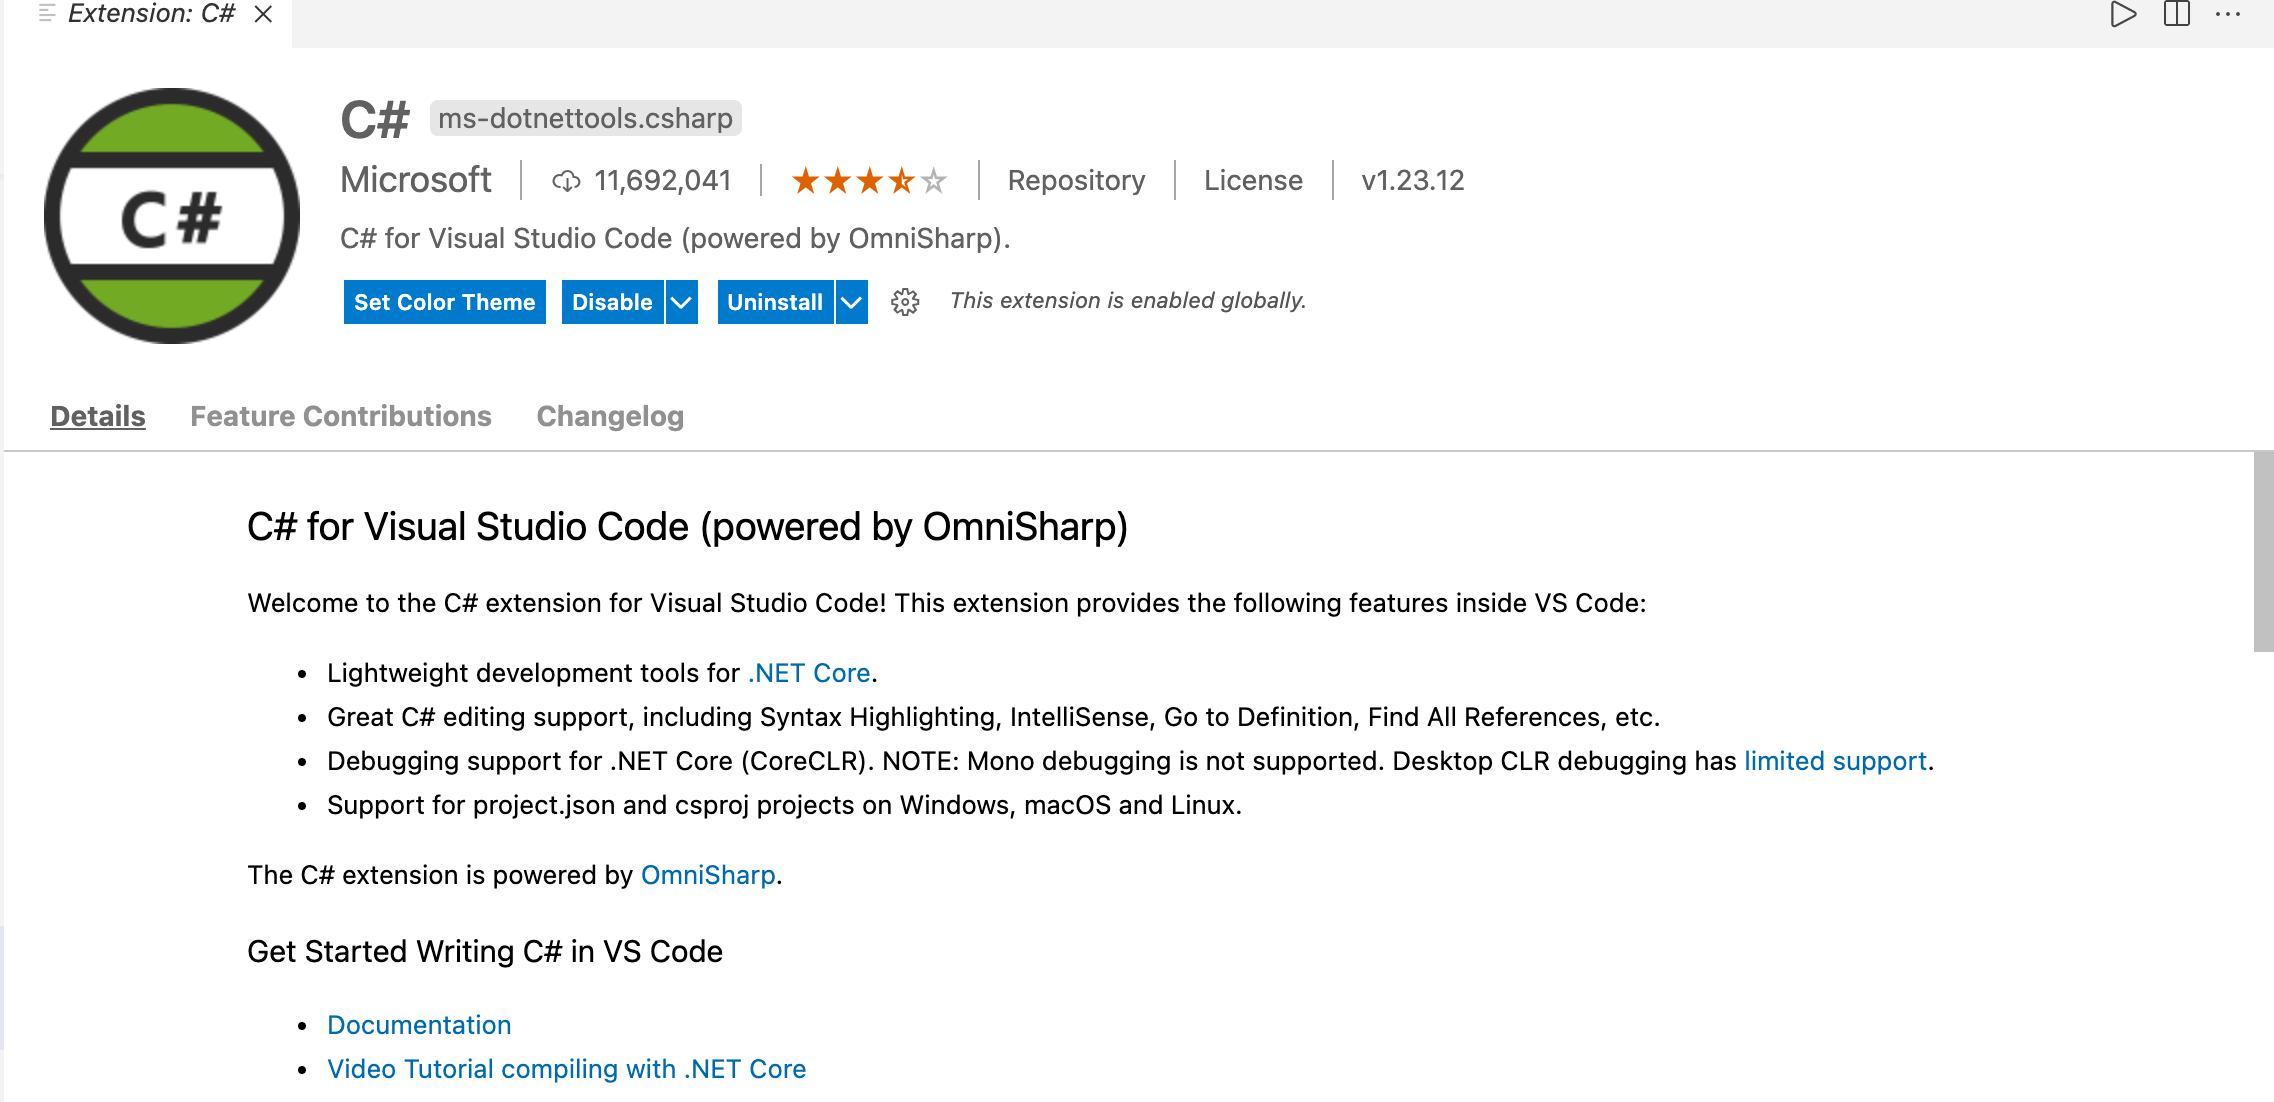 Extension: C#
C#
C# ms-dotnettools.csharp
Microsoft 11,692,041 Repository License v1.23.12
C# for Visual Studio Code (powered by OmniSharp).
Set Color Theme Disable Uninstall This extension is enabled globally.
Details Feature Contributions Changelog
C# for Visual Studio Code (powered by OmniSharp)
Welcome to the C# extension for Visual Studio Code! This extension provides the following features inside VS Code:
• Lightweight development tools for .NET Core.
• Great C# editing support, including Syntax Highlighting, IntelliSense, Go to Definition, Find All References, etc.
• Debugging support for .NET Core (CoreCLR). NOTE: Mono debugging is not supported. Desktop CLR debugging has limited support.
• Support for project.json and csproj projects on Windows, macOS and Linux.
The C# extension is powered by OmniSharp.
Get Started Writing C# in VS Code
• Documentation
• Video Tutorial compiling with .NET Core